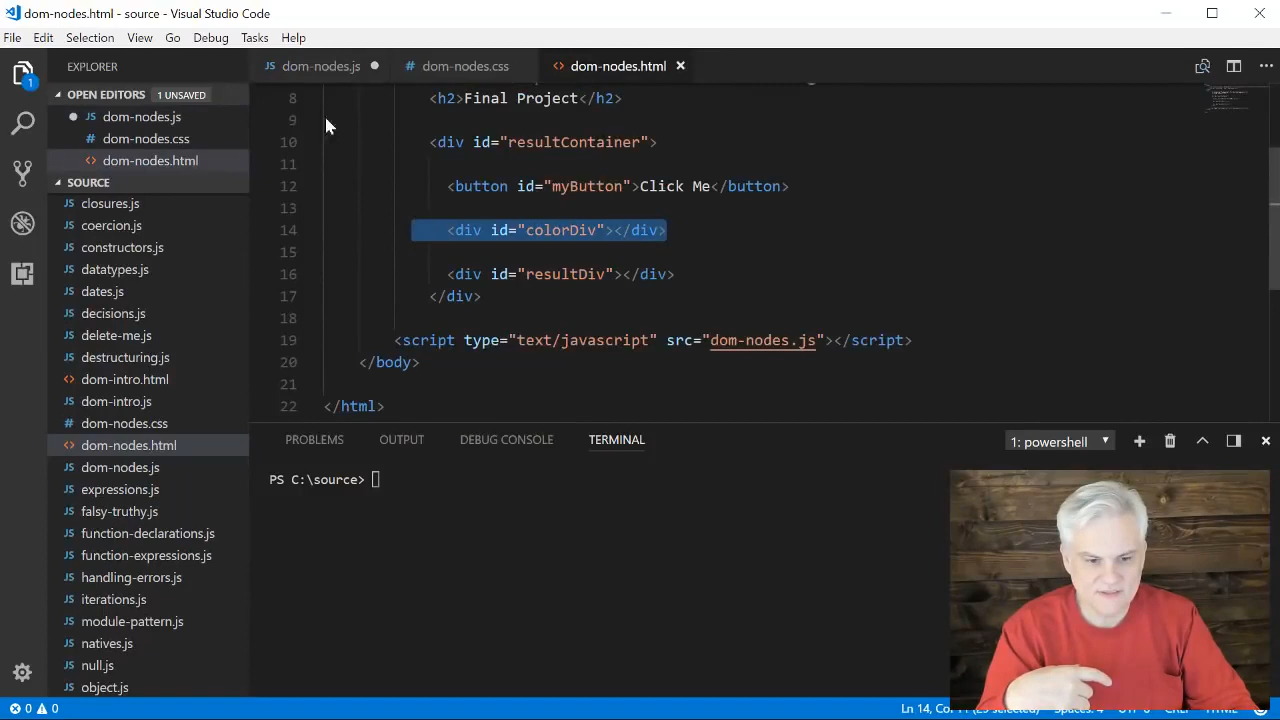 dom-nodes.html - source - Visual Studio Code
File Edit Selection View Go Debug Tasks Help
EXPLORER
OPEN EDITORS 1 UNSAVED
dom-nodes.js
dom-nodes.css
dom-nodes.html
SOURCE
closures.js
coercion.js
constructors.js
datatypes.js
dates.js
decisions.js
delete-me.js
destructuring.js
dom-intro.html
dom-intro.js
dom-nodes.css
dom-nodes.html
dom-nodes.js
expressions.js
falsy-truthy.js
function-declarations.js
function-expressions.js
handling-errors.js
iterations.js
module-pattern.js
natives.js
null.js
object.js
dom-nodes.js dom-nodes.css dom-nodes.html
8 <h2>Final Project</h2>
9
10 <div id="resultContainer">
11
12 <button id="myButton">Click Me</button>
13
14 <div id="colorDiv"></div>
15
16 <div id="resultDiv"></div>
17 </div>
18
19 <script type="text/javascript" src="dom-nodes.js"></script>
20 </body>
21
22 </html>
PROBLEMS OUTPUT DEBUG CONSOLE TERMINAL 1: powershell
PS C:\source>
0 0 Ln 14,